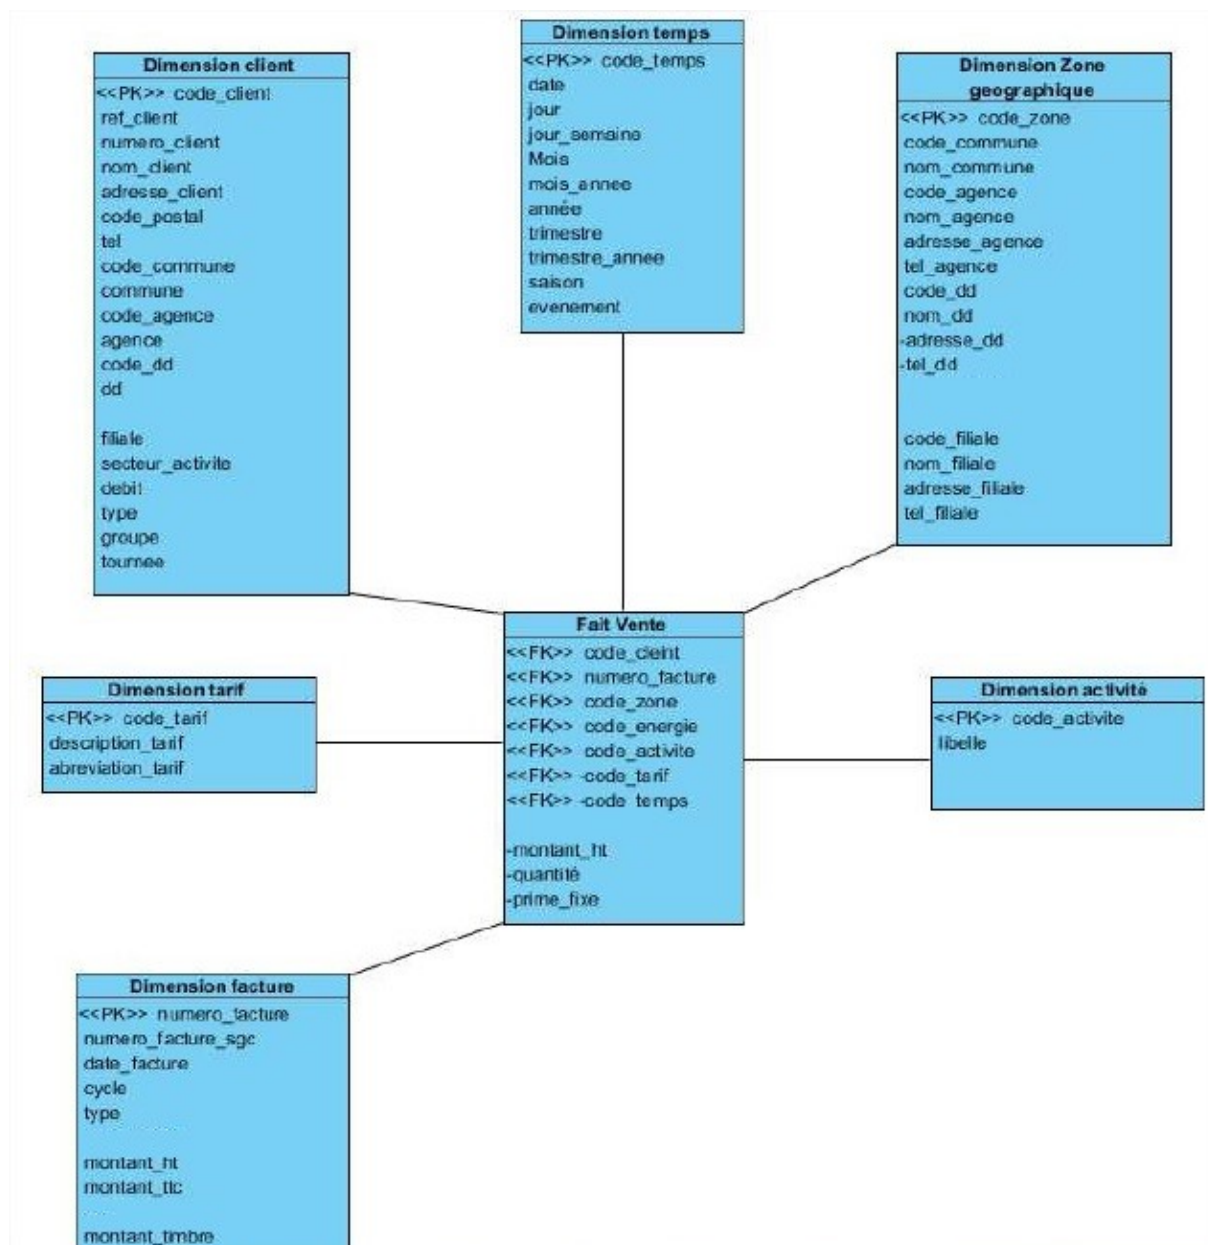 Dimension client
<<PK>> code_client
ref_client
numero_client
nom_client
adresse_client
code_postal
tel
code_commune
commune
code_agence
agence
code_dd
dd
filiale
secteur_activite
debit
type
groupe
tournee
Dimension temps
<<PK>> code_temps
date
jour
jour_semaine
Mois
mois_annee
année
trimestre
trimestre_annee
saison
evenement
Dimension Zone
geographique
<<PK>> code_zone
code_commune
nom_commune
code_agence
nom_agence
adresse_agence
tel_agence
code_dd
nom_dd
-adresse_dd
-tel_dd
code_filiale
nom_filiale
adresse_filiale
tel_filiale
Fait Vente
<<FK>> code_cleint
<<FK>> numero_facture
<<FK>> code_zone
<<FK>> code_energie
<<FK>> code_activite
<<FK>> -code_tarif
<<FK>> -code_temps
-montant_ht
-quantité
-prime_fixe
Dimension tarif
<<PK>> code_tarif
description_tarif
abreviation_tarif
Dimension activité
<<PK>> code_activite
libelle
Dimension facture
<<PK>> numero_facture
numero_facture_sgc
date_facture
cycle
type
montant_ht
montant_ttc
montant_timbre